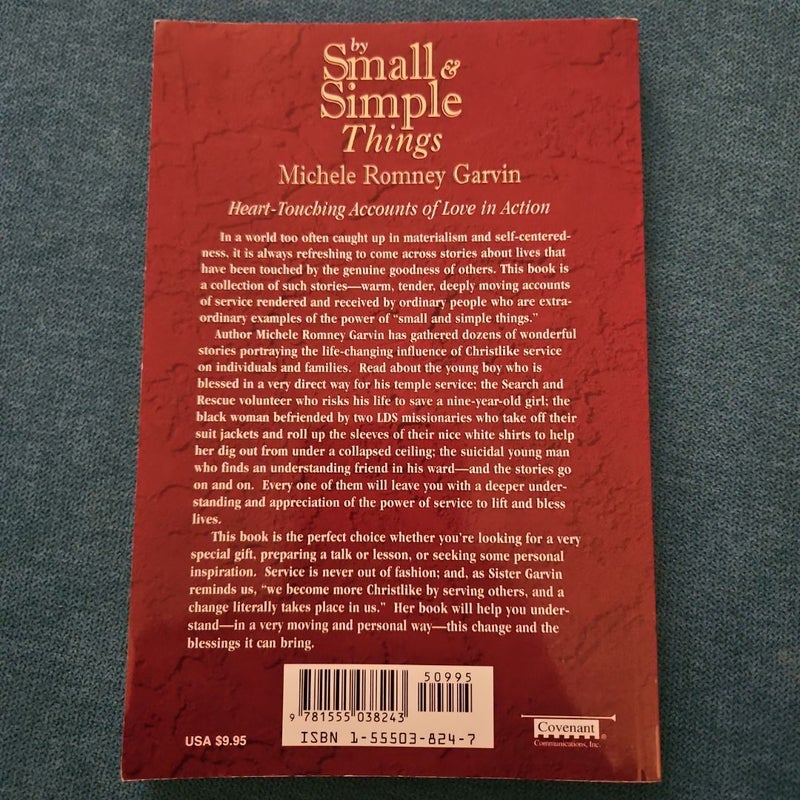 by
Small &
Simple
Things
Michele Romney Garvin
Heart-Touching Accounts of Love in Action
In a world too often caught up in materialism and self-centered-
ness, it is always refreshing to come across stories about lives that
have been touched by the genuine goodness of others. This book is
a collection of such stories—warm, tender, deeply moving accounts
of service rendered and received by ordinary people who are extra-
ordinary examples of the power of “small and simple things.”
Author Michele Romney Garvin has gathered dozens of wonderful
stories portraying the life-changing influence of Christlike service
on individuals and families. Read about the young boy who is
blessed in a very direct way for his temple service; the Search and
Rescue volunteer who risks his life to save a nine-year-old girl; the
black woman befriended by two LDS missionaries who take off their
suit jackets and roll up the sleeves of their nice white shirts to help
her dig out from under a collapsed ceiling; the suicidal young man
who finds an understanding friend in his ward—and the stories go
on and on. Every one of them will leave you with a deeper under-
standing and appreciation of the power of service to lift and bless
lives.
This book is the perfect choice whether you’re looking for a very
special gift, preparing a talk or lesson, or seeking some personal
inspiration. Service is never out of fashion; and, as Sister Garvin
reminds us, “we become more Christlike by serving others, and a
change literally takes place in us.” Her book will help you under-
stand—in a very moving and personal way—this change and the
blessings it can bring.
50995
9 781555 038243
ISBN 1-55503-824-7
USA $9.95
Covenant
Communications, Inc.
®